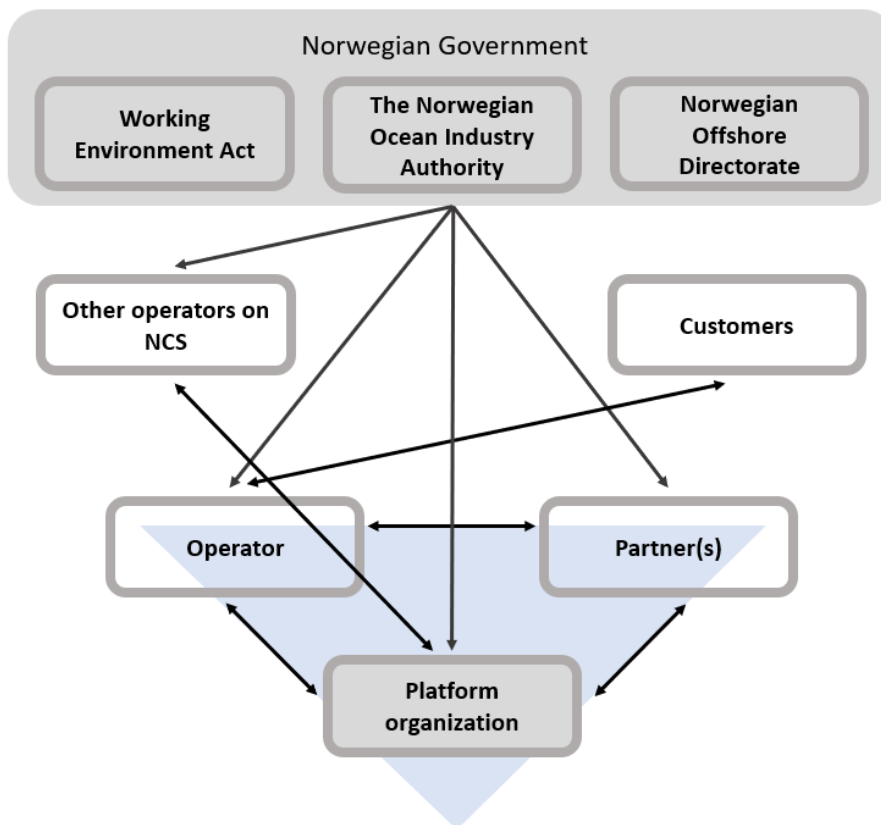 Norwegian Government
Working
Environment Act
The Norwegian
Ocean Industry
Authority
Norwegian
Offshore
Directorate
Other operators on
NCS
Customers
Operator
Partner(s)
Platform
organization